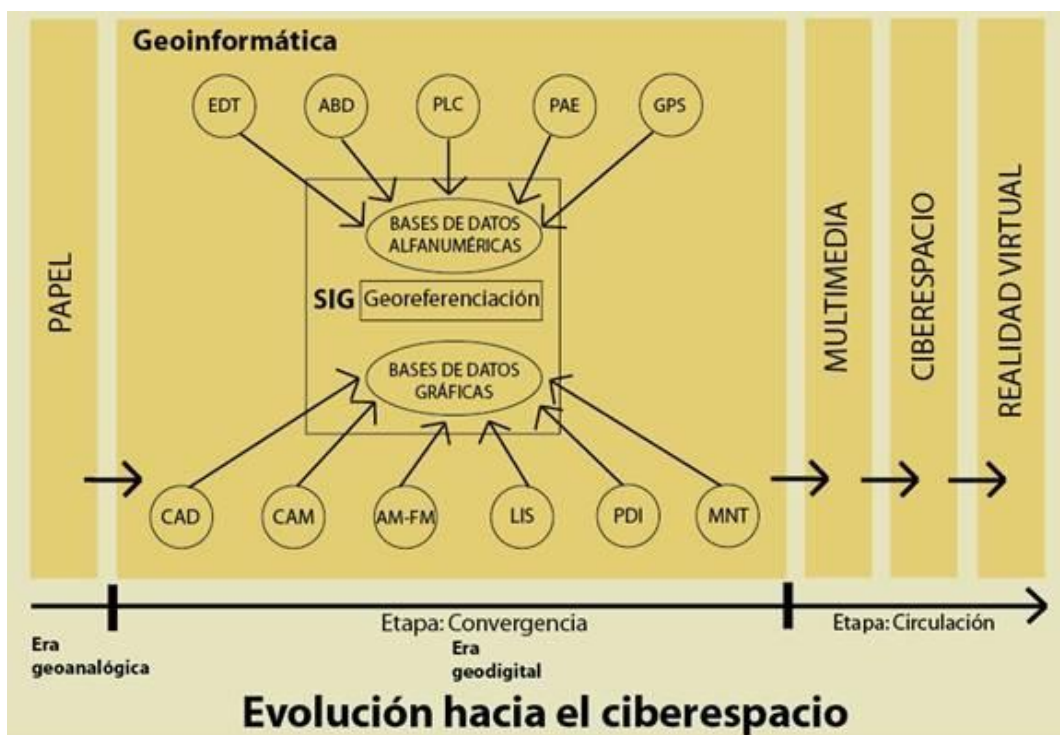 Geoinformática
EDT
ABD
PLC
PAE
GPS
BASES DE DATOS
ALFANUMÉRICAS
SIG
Georeferenciación
BASES DE DATOS
GRÁFICAS
CAD
CAM
AM-FM
LIS
PDI
MNT
PAPEL
MULTIMEDIA
CIBERESPACIO
REALIDAD VIRTUAL
Etapa: Convergencia
Etapa: Circulación
Era
geoanalógica
Era
geodigital
Evolución hacia el ciberespacio